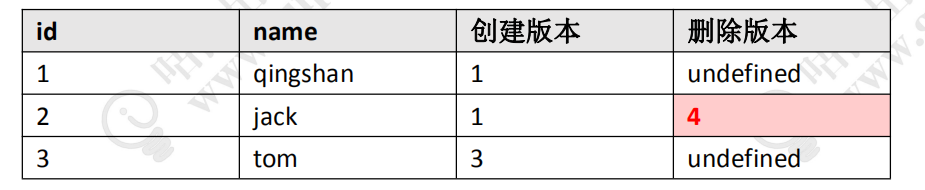 id name 创建版本 删除版本
1 qingshan 1 undefined
2 jack 1 4
3 tom 3 undefined